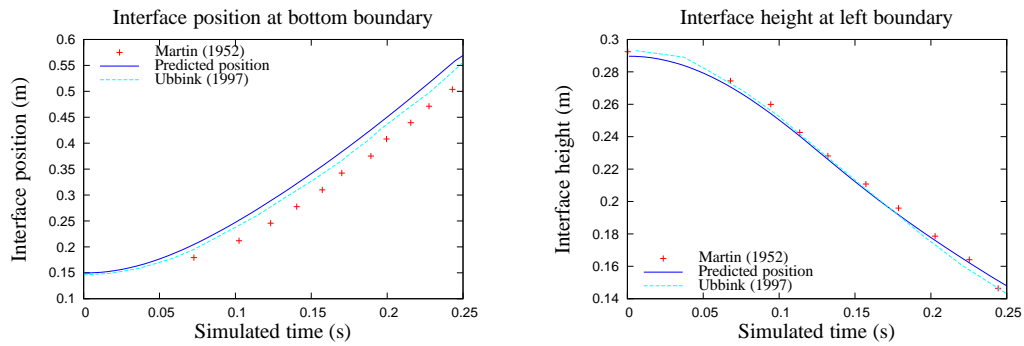 Interface position at bottom boundary
0.6
0.55
0.5
0.45
0.4
0.35
0.3
0.25
0.2
0.15
0.1
Interface position (m)
Martin (1952)
Predicted position
Ubbink (1997)
0 0.05 0.1 0.15 0.2 0.25
Simulated time (s)
Interface height at left boundary
0.3
0.28
0.26
0.24
0.22
0.2
0.18
0.16
0.14
Interface height (m)
Martin (1952)
Predicted position
Ubbink (1997)
0 0.05 0.1 0.15 0.2 0.25
Simulated time (s)